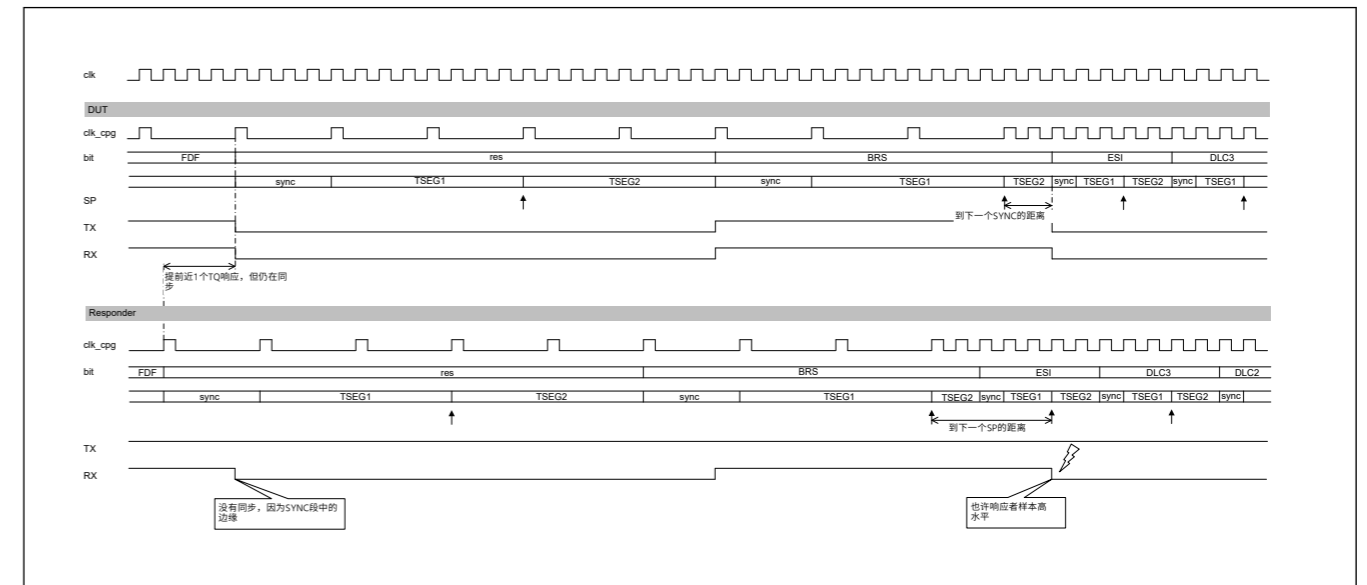 clk
DUT
clk_cpg
bit FDF res BRS ESI DLC3
sync TSEG1 TSEG2 sync TSEG1 TSEG2 sync TSEG1 TSEG2 sync TSEG1
SP
到下一个SYNC的距离
TX
RX
提前近1个TQ响应，但仍在同
步
Responder
clk_cpg
bit FDF res BRS ESI DLC3 DLC2
sync TSEG1 TSEG2 sync TSEG1 TSEG2 sync TSEG1 TSEG2 sync TSEG1 TSEG2 sync
到下一个SP的距离
TX
RX
没有同步，因为SYNC段中的
边缘
也许响应者样本高
水平